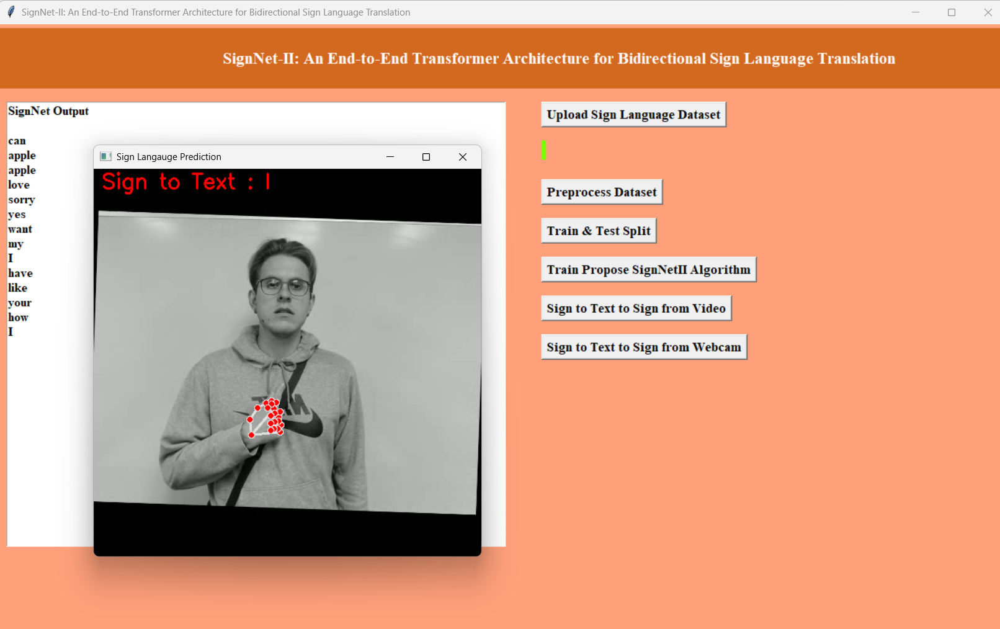 SignNet-II: An End-to-End Transformer Architecture for Bidirectional Sign Language Translation
SignNet-II: An End-to-End Transformer Architecture for Bidirectional Sign Language Translation
SignNet Output
can
apple
apple
love
sorry
yes
want
my
I
have
like
your
how
I
Sign Langauge Prediction
Sign to Text : I
Upload Sign Language Dataset
Preprocess Dataset
Train & Test Split
Train Propose SignNetII Algorithm
Sign to Text to Sign from Video
Sign to Text to Sign from Webcam